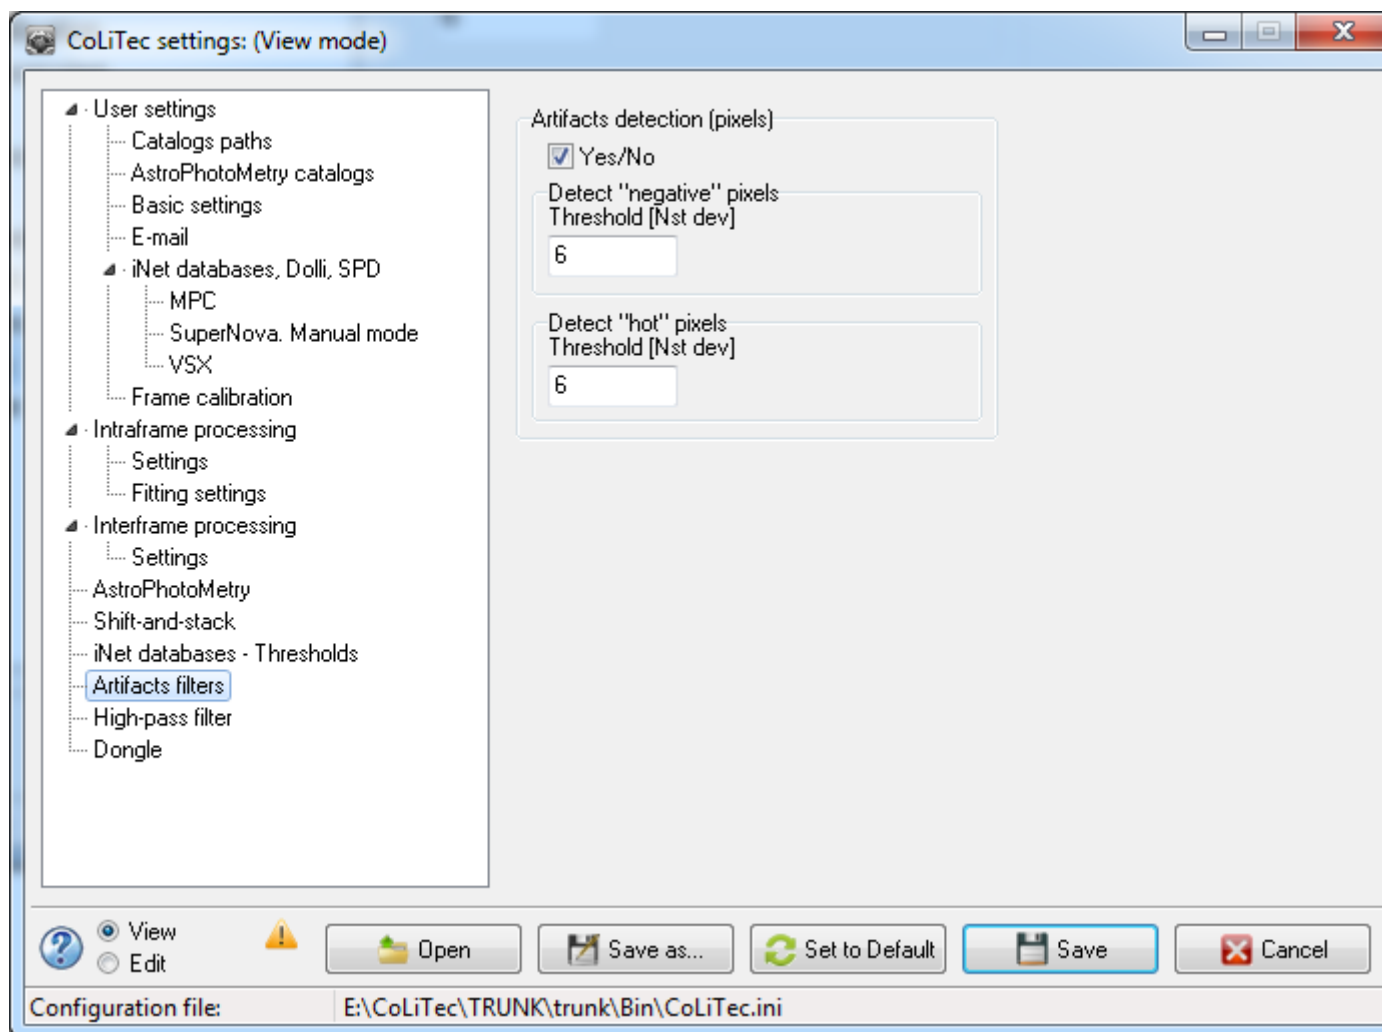 CoLiTec settings: (View mode)
User settings
Catalogs paths
AstroPhotoMetry catalogs
Basic settings
E-mail
iNet databases, Dolli, SPD
MPC
SuperNova. Manual mode
VSX
Frame calibration
Intraframe processing
Settings
Fitting settings
Interframe processing
Settings
AstroPhotoMetry
Shift-and-stack
iNet databases - Thresholds
Artifacts filters
High-pass filter
Dongle
Artifacts detection (pixels)
Yes/No
Detect "negative" pixels
Threshold [Nst dev]
6
Detect "hot" pixels
Threshold [Nst dev]
6
View
Edit
Open
Save as...
Set to Default
Save
Cancel
Configuration file: E:\CoLiTec\TRUNK\trunk\Bin\CoLiTec.ini